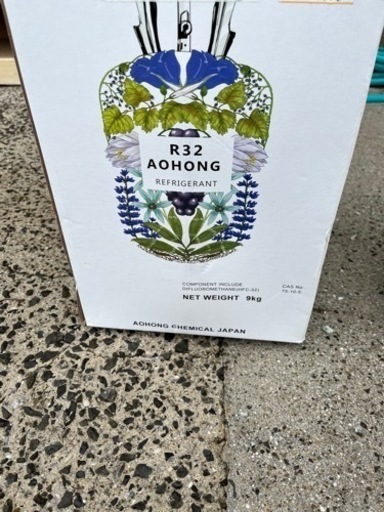 R32
AOHONG
REFRIGERANT
COMPONENT INCLUDE
DIFLUOROMETHANE(HFC-32)
CAS No.
75-10-5
NET WEIGHT 9kg
AOHONG CHEMICAL JAPAN